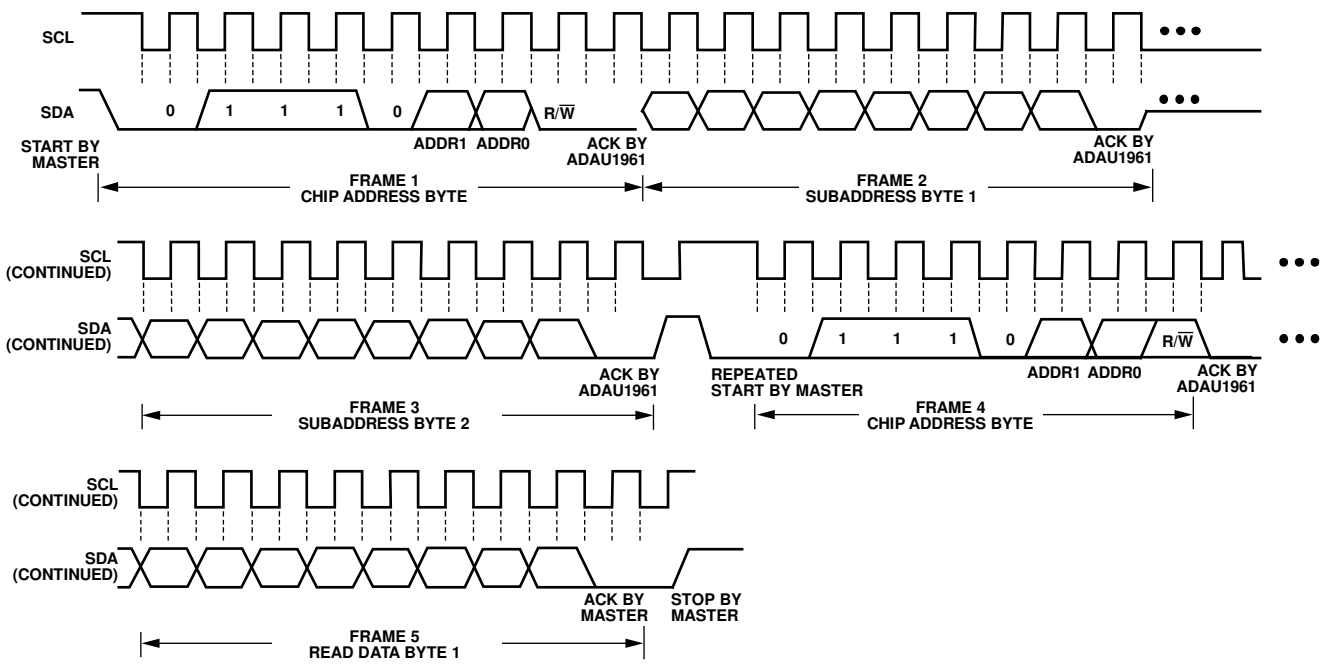 SCL
SDA
0 1 1 1 0 R/W̅
ADDR1 ADDR0
START BY
MASTER
ACK BY
ADAU1961
ACK BY
ADAU1961
FRAME 1
CHIP ADDRESS BYTE
FRAME 2
SUBADDRESS BYTE 1
SCL
(CONTINUED)
SDA
(CONTINUED)
0 1 1 1 0 R/W̅
ADDR1 ADDR0
ACK BY
ADAU1961
REPEATED
START BY MASTER
ACK BY
ADAU1961
FRAME 3
SUBADDRESS BYTE 2
FRAME 4
CHIP ADDRESS BYTE
SCL
(CONTINUED)
SDA
(CONTINUED)
ACK BY
MASTER
STOP BY
MASTER
FRAME 5
READ DATA BYTE 1